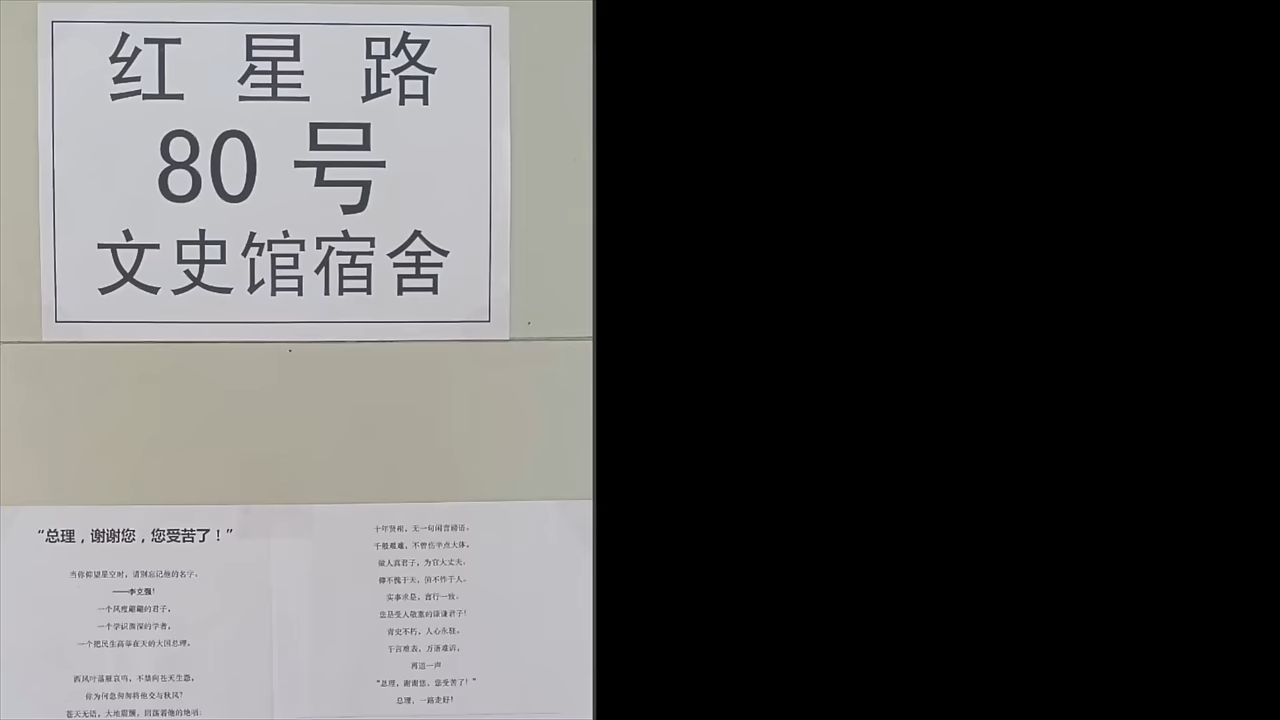 红星路
80号
文史馆宿舍
“总理，谢谢您，您受苦了！”
当你仰望星空时，请别忘记他的名字。
——李克强！
一个风度翩翩的君子，
一个学识渊深的学者，
一个把民生高举在天的大国总理。
西风叶落雁哀鸣，不禁向苍天生怨，
你为何急匆匆将他交与秋风？
苍天无语，大地震颤，回荡着他的绝唱：
十年贤相，无一句闲言谤语。
千般艰难，不曾伤半点大体。
做人真君子，为官大丈夫。
仰不愧于天，俯不怍于人。
实事求是，言行一致。
您是受人敬重的谦谦君子！
青史不朽，人心永驻。
千言难表，万语难诉，
再道一声
“总理，谢谢您，您受苦了！”
总理，一路走好！